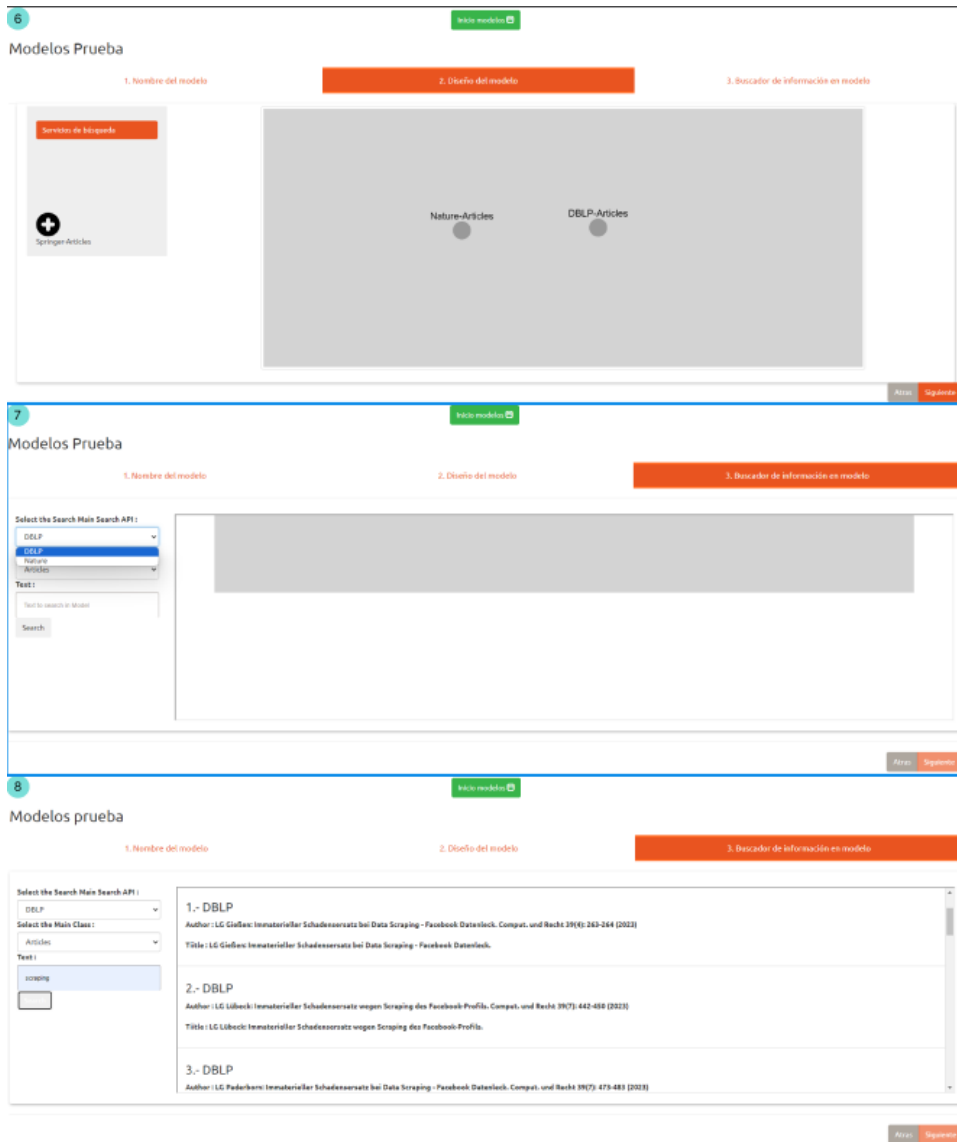 6
Inicio modelos
Modelos Prueba
1. Nombre del modelo
2. Diseño del modelo
3. Buscador de información en modelo
Servicios de búsqueda
Springer-Articles
Nature-Articles
DBLP-Articles
Atras Siguiente
7
Inicio modelos
Modelos Prueba
1. Nombre del modelo
2. Diseño del modelo
3. Buscador de información en modelo
Select the Search Main Search API :
DBLP
DBLP
Nature
Articles
Text :
Text to search in Model
Search
Atras Siguiente
8
Inicio modelos
Modelos prueba
1. Nombre del modelo
2. Diseño del modelo
3. Buscador de información en modelo
Select the Search Main Search API :
DBLP
Select the Main Class :
Articles
Text :
scraping
1.- DBLP
Author : LG Gießen: Immaterieller Schadensersatz bei Data Scraping - Facebook Datenleck. Comput. und Recht 39(4): 263-264 (2023)
Tiitle : LG Gießen: Immaterieller Schadensersatz bei Data Scraping - Facebook Datenleck.
2.- DBLP
Author : LG Lübeck: Immaterieller Schadensersatz wegen Scraping des Facebook-Profils. Comput. und Recht 39(7): 442-450 (2023)
Tiitle : LG Lübeck: Immaterieller Schadensersatz wegen Scraping des Facebook-Profils.
3.- DBLP
Author : LG Paderborn: Immaterieller Schadensersatz bei Data Scraping - Facebook Datenleck. Comput. und Recht 39(7): 473-483 (2023)
Atras Siguiente